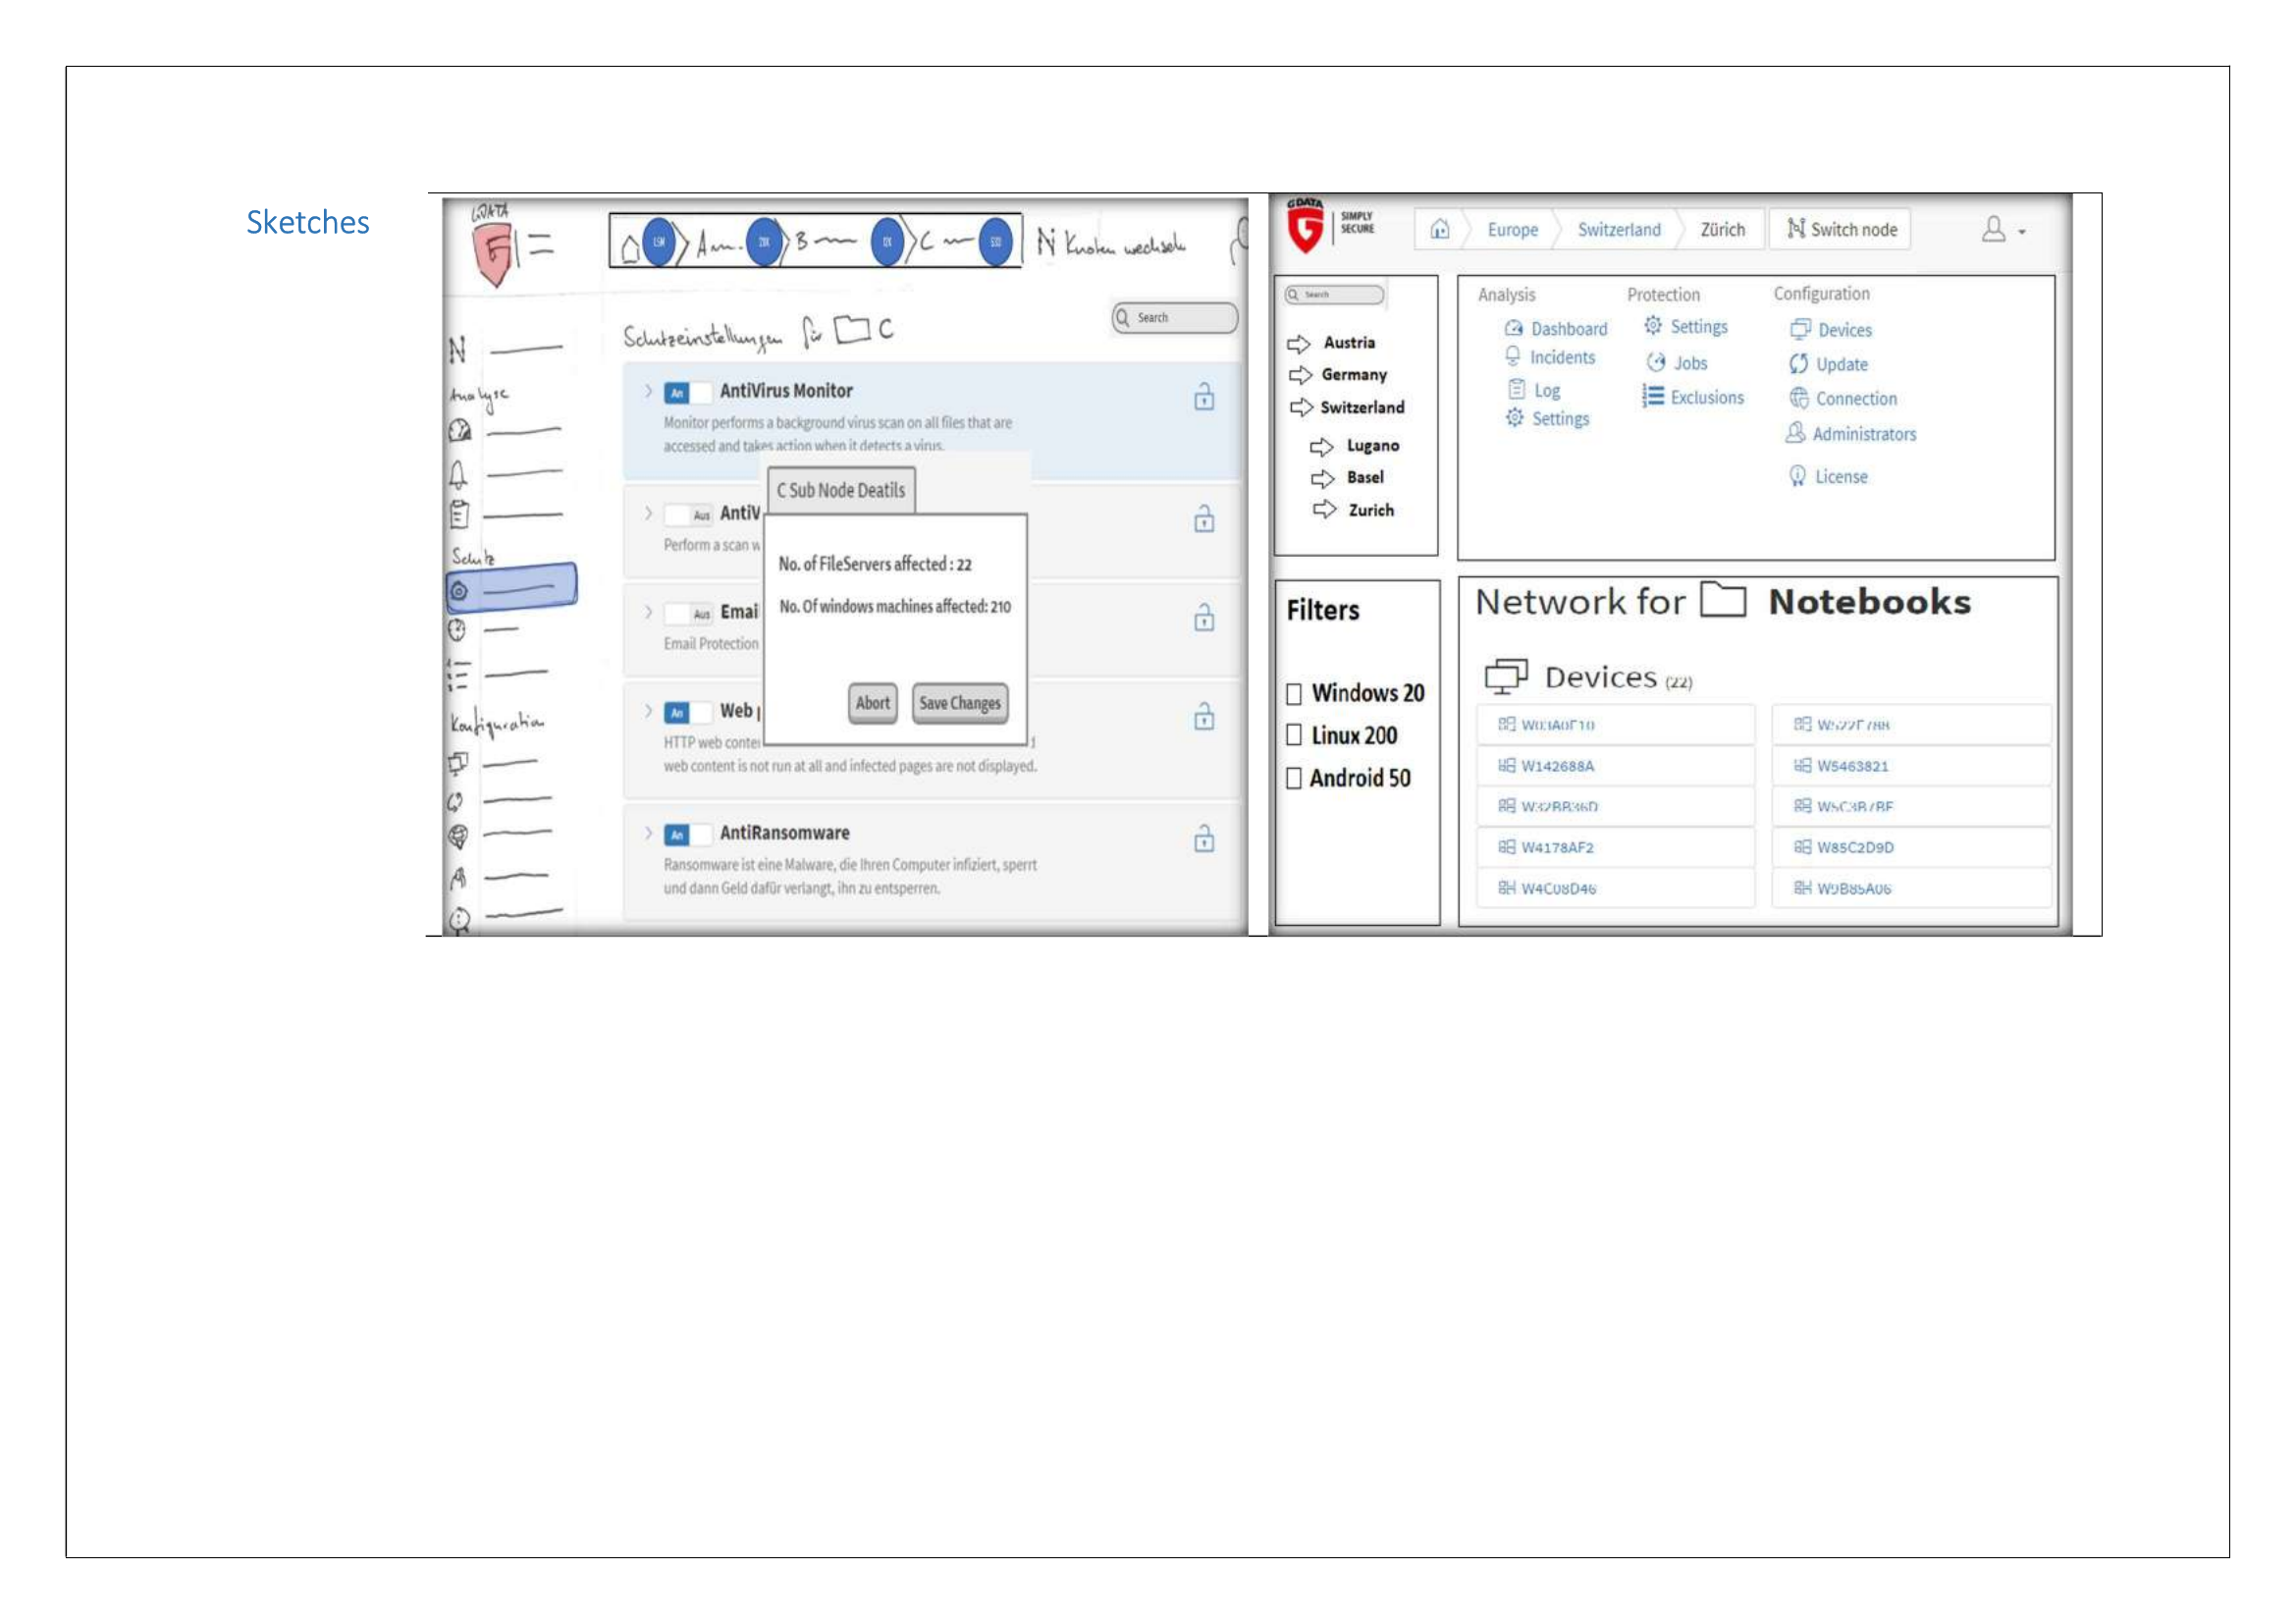 Sketches
GDATA
A
B
C
N Knoten wechseln
Schutzeinstellungen für C
Search
N
Analyse
Schutz
Konfiguration
An AntiVirus Monitor
Monitor performs a background virus scan on all files that are
accessed and takes action when it detects a virus.
Aus AntiV
Perform a scan w
Aus Emai
Email Protection
An Web p
HTTP web conte
web content is not run at all and infected pages are not displayed.
An AntiRansomware
Ransomware ist eine Malware, die Ihren Computer infiziert, sperrt
und dann Geld dafür verlangt, ihn zu entsperren.
C Sub Node Deatils
No. of FileServers affected : 22
No. Of windows machines affected: 210
Abort Save Changes
GDATA
SIMPLY
SECURE
Europe Switzerland Zürich Switch node
Search
Austria
Germany
Switzerland
Lugano
Basel
Zurich
Analysis
Dashboard
Incidents
Log
Settings
Protection
Settings
Jobs
Exclusions
Configuration
Devices
Update
Connection
Administrators
License
Filters
Windows 20
Linux 200
Android 50
Network for Notebooks
Devices (22)
W142688A
W5463821
W4178AF2
W85C2D9D
W4C08D46
W9B85A06